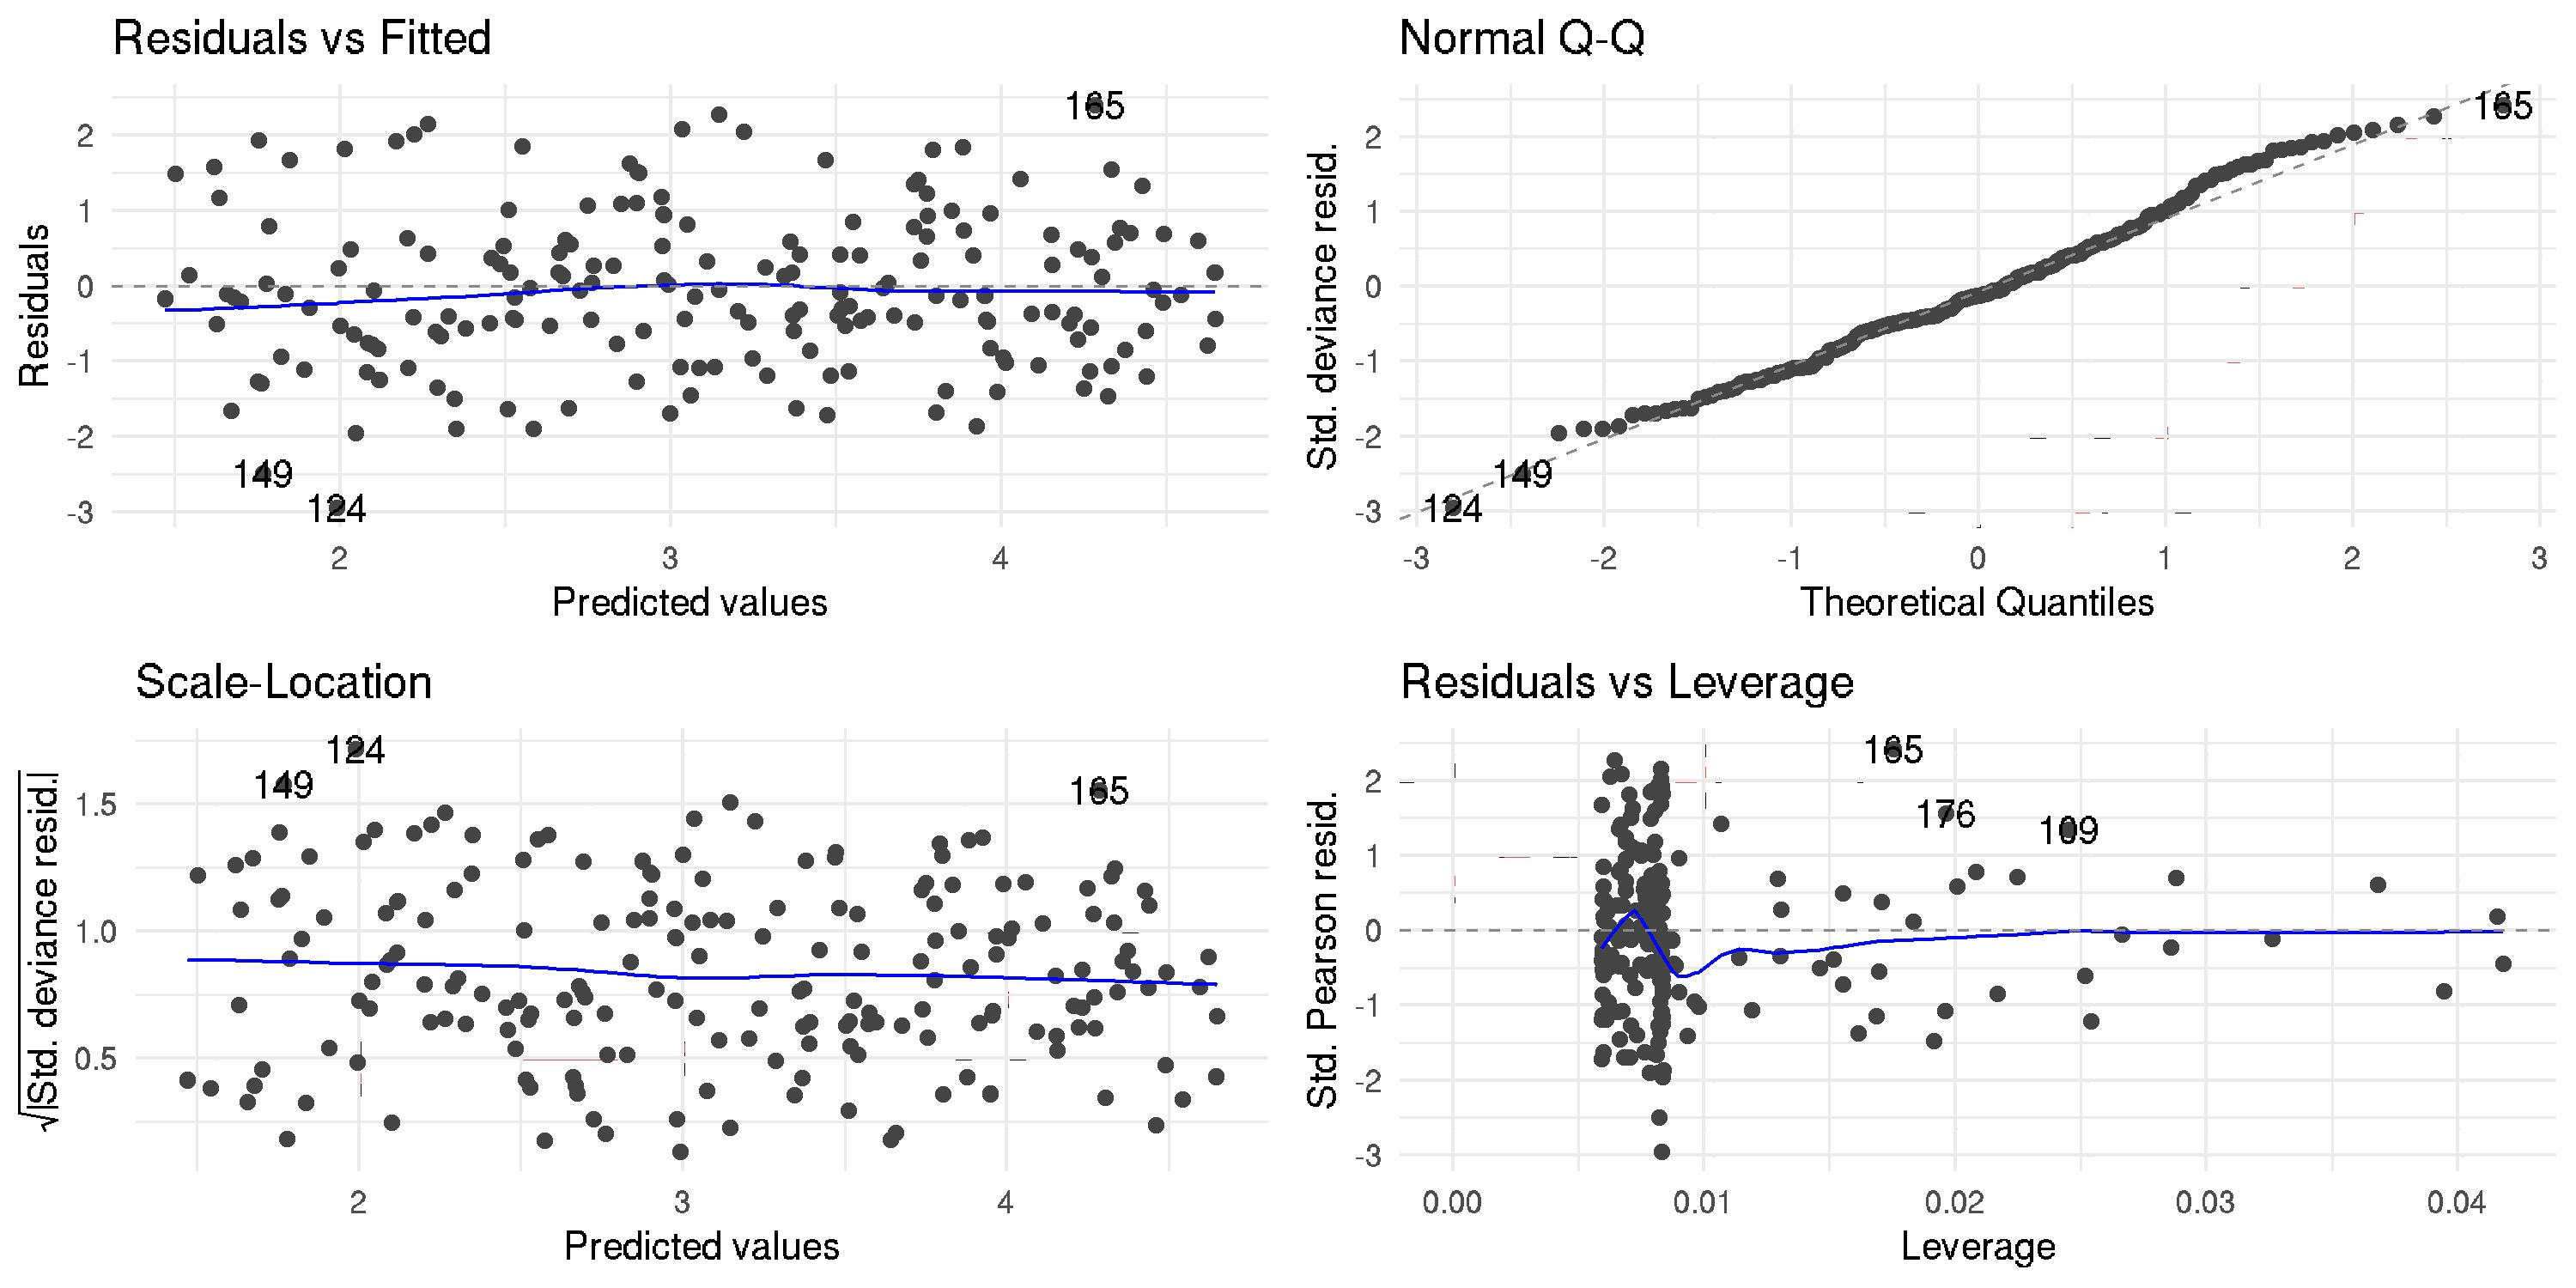 Residuals vs Fitted
165
2
1
0
-1
-2
-3
149
124
Residuals
2 3 4
Predicted values
Normal Q-Q
165
2
1
0
-1
-2
-3
149
124
Std. deviance resid.
-3 -2 -1 0 1 2 3
Theoretical Quantiles
Scale-Location
124
149
165
1.5
1.0
0.5
√|Std. deviance resid.|
2 3 4
Predicted values
Residuals vs Leverage
165
176
109
2
1
0
-1
-2
-3
Std. Pearson resid.
0.00 0.01 0.02 0.03 0.04
Leverage